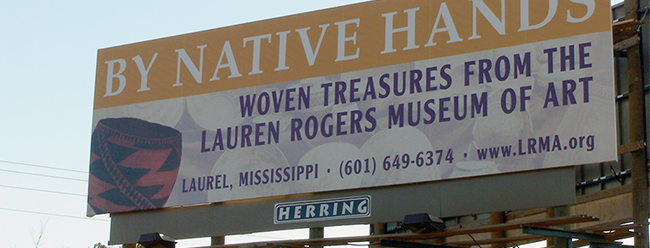 BY NATIVE HANDS
WOVEN TREASURES FROM THE
LAUREN ROGERS MUSEUM OF ART
LAUREL, MISSISSIPPI · (601) 649-6374 · www.LRMA.org
HERRING